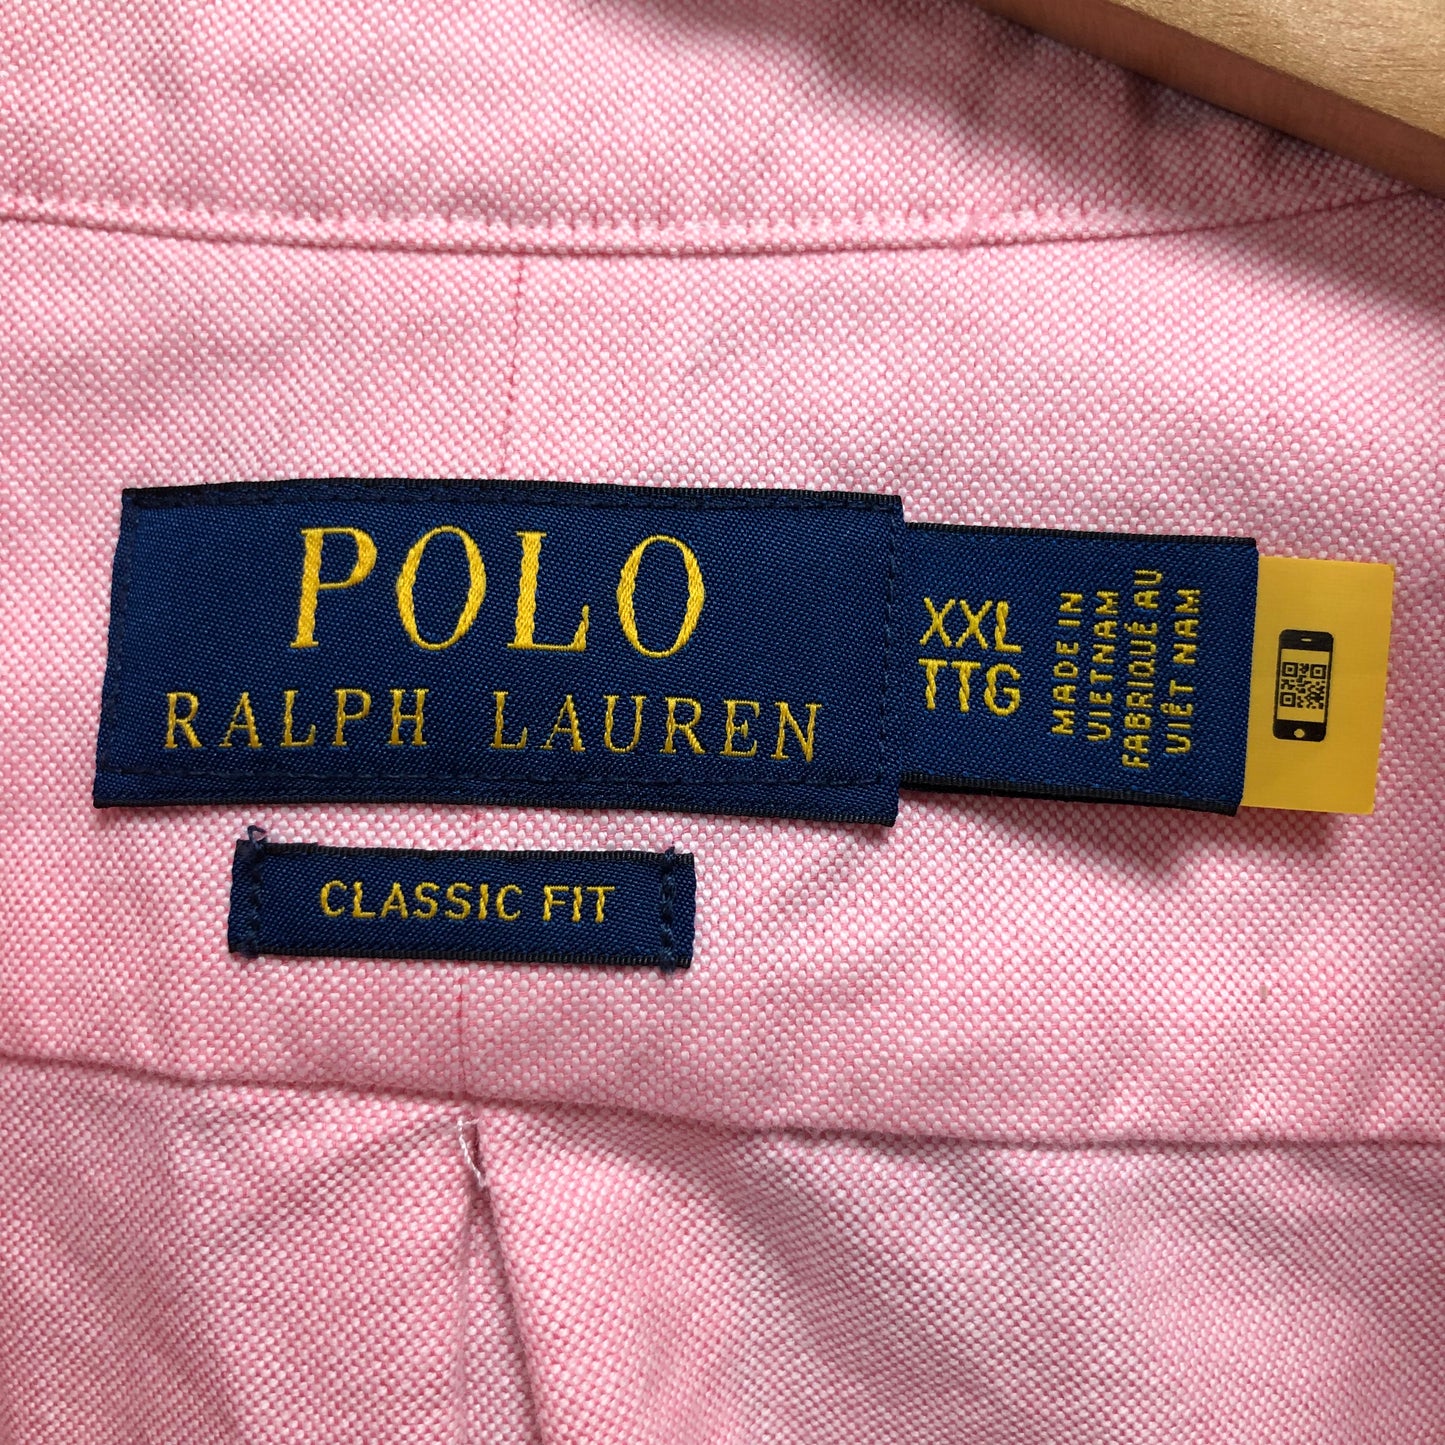 POLO
RALPH LAUREN
XXL
TTG
MADE IN
VIETNAM
FABRIQUÉ AU
VIÊT NAM
CLASSIC FIT